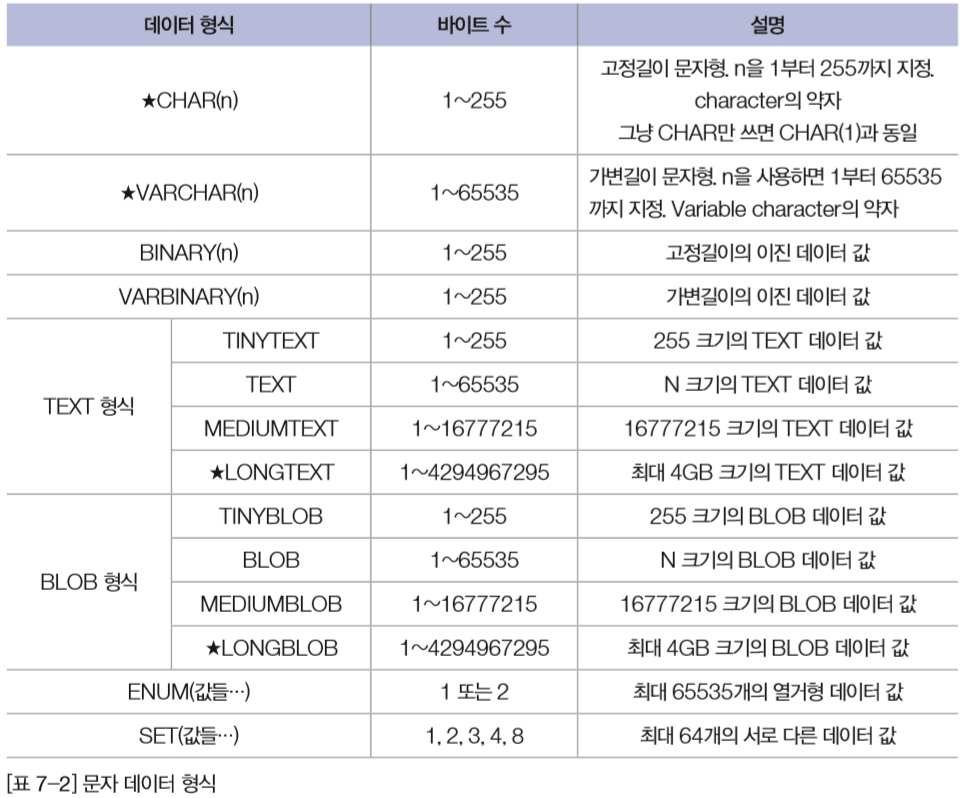 데이터 형식 바이트 수 설명
★CHAR(n) 1~255 고정길이 문자형. n을 1부터 255까지 지정.
character의 약자
그냥 CHAR만 쓰면 CHAR(1)과 동일
★VARCHAR(n) 1~65535 가변길이 문자형. n을 사용하면 1부터 65535
까지 지정. Variable character의 약자
BINARY(n) 1~255 고정길이의 이진 데이터 값
VARBINARY(n) 1~255 가변길이의 이진 데이터 값
TEXT 형식
TINYTEXT 1~255 255 크기의 TEXT 데이터 값
TEXT 1~65535 N 크기의 TEXT 데이터 값
MEDIUMTEXT 1~16777215 16777215 크기의 TEXT 데이터 값
★LONGTEXT 1~4294967295 최대 4GB 크기의 TEXT 데이터 값
BLOB 형식
TINYBLOB 1~255 255 크기의 BLOB 데이터 값
BLOB 1~65535 N 크기의 BLOB 데이터 값
MEDIUMBLOB 1~16777215 16777215 크기의 BLOB 데이터 값
★LONGBLOB 1~4294967295 최대 4GB 크기의 BLOB 데이터 값
ENUM(값들…) 1 또는 2 최대 65535개의 열거형 데이터 값
SET(값들…) 1, 2, 3, 4, 8 최대 64개의 서로 다른 데이터 값
[표 7-2] 문자 데이터 형식